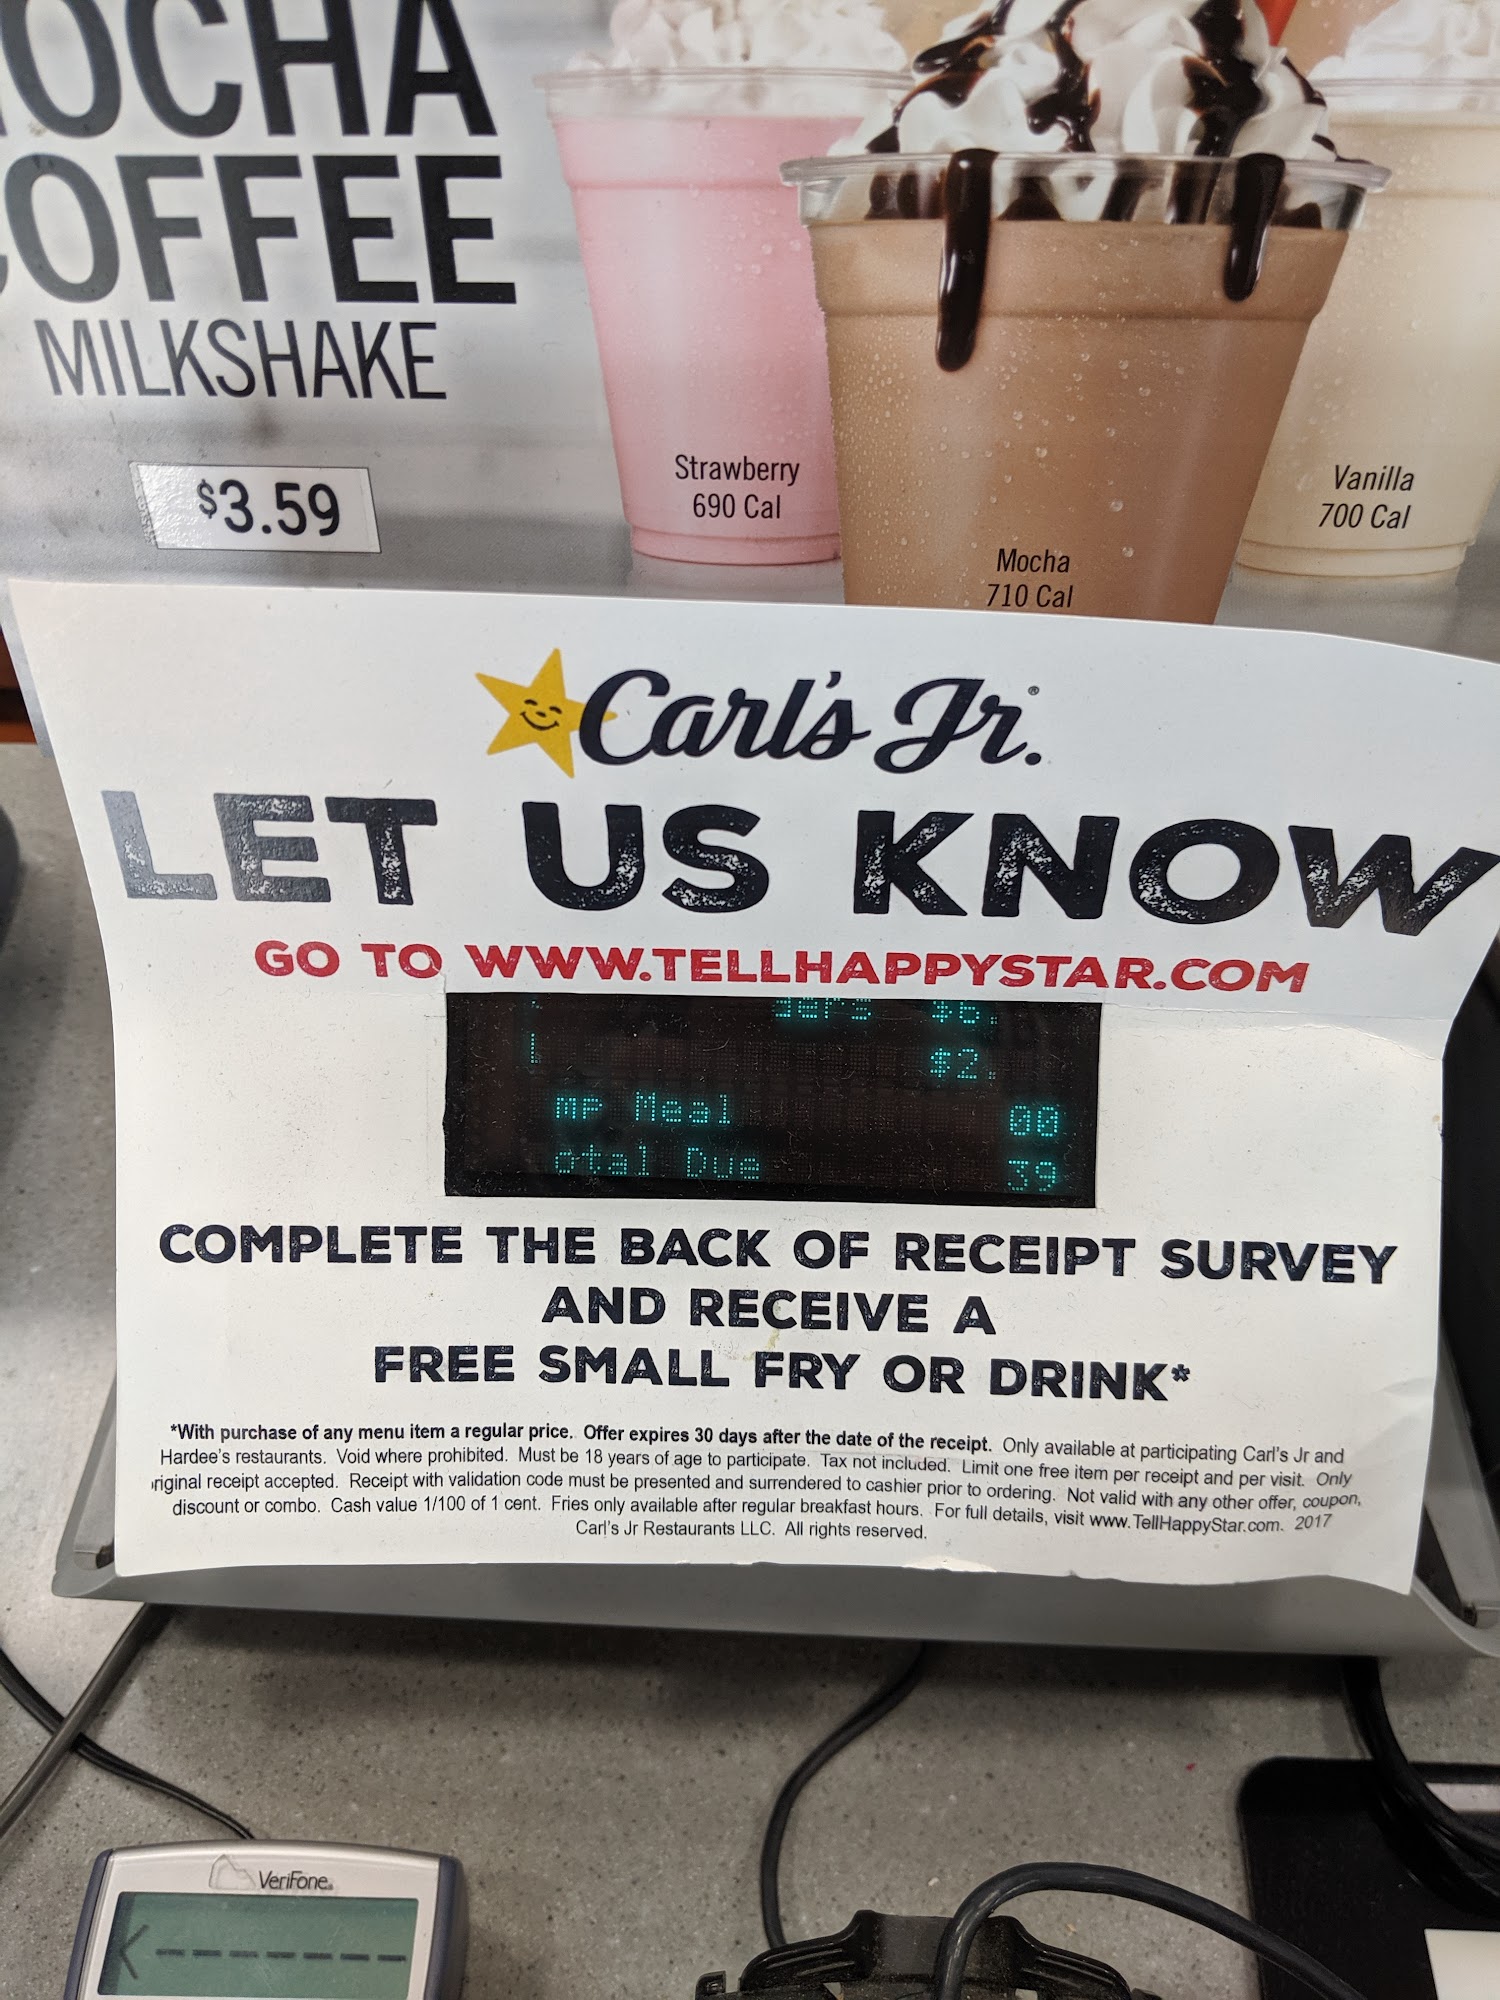 OCHA
OFFEE
MILKSHAKE
$3.59
Strawberry
690 Cal
Mocha
710 Cal
Vanilla
700 Cal
Carl's Jr.®
LET US KNOW
GO TO WWW.TELLHAPPYSTAR.COM
$6.
$2.
mp Meal 00
otal Due 39
COMPLETE THE BACK OF RECEIPT SURVEY
AND RECEIVE A
FREE SMALL FRY OR DRINK*
*With purchase of any menu item a regular price. Offer expires 30 days after the date of the receipt. Only available at participating Carl's Jr and
Hardee's restaurants. Void where prohibited. Must be 18 years of age to participate. Tax not included. Limit one free item per receipt and per visit. Only
riginal receipt accepted. Receipt with validation code must be presented and surrendered to cashier prior to ordering. Not valid with any other offer, coupon,
discount or combo. Cash value 1/100 of 1 cent. Fries only available after regular breakfast hours. For full details, visit www.TellHappyStar.com. 2017
Carl's Jr Restaurants LLC. All rights reserved.
VeriFone.